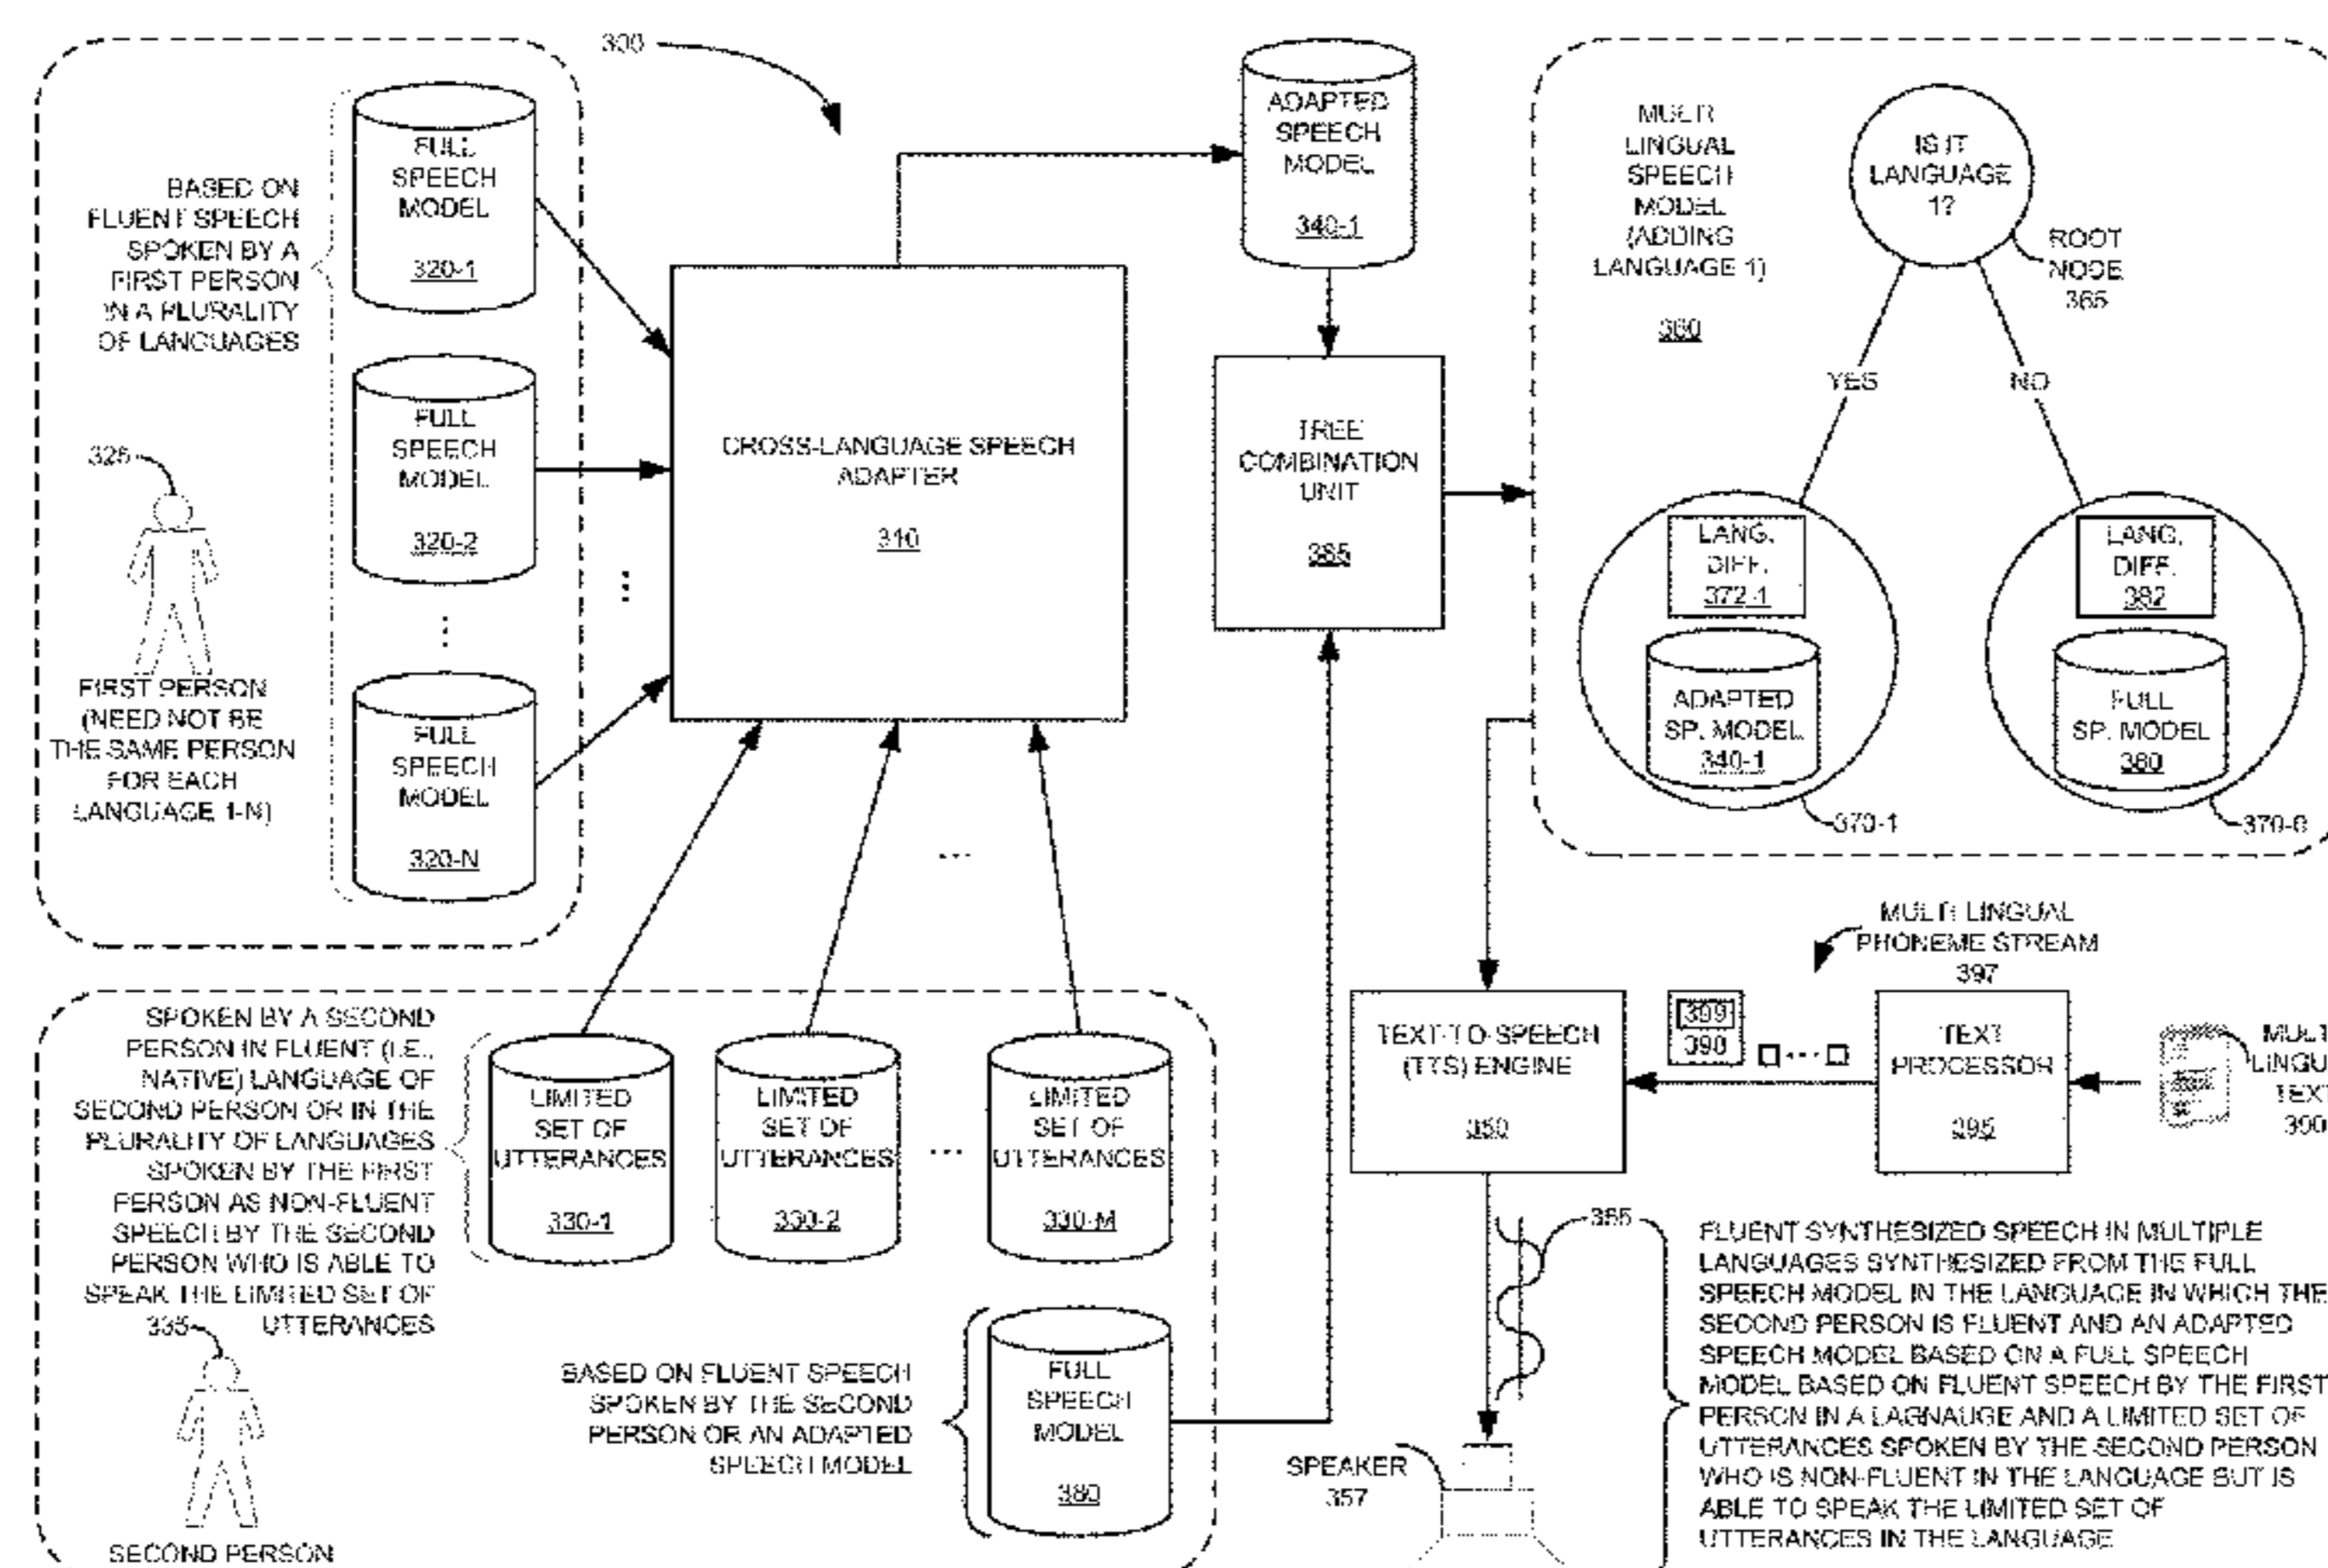 300
BASED ON
FLUENT SPEECH
SPOKEN BY A
FIRST PERSON
IN A PLURALITY
OF LANGUAGES
FULL
SPEECH
MODEL
320-1
FULL
SPEECH
MODEL
320-2
FULL
SPEECH
MODEL
320-N
325
FIRST PERSON
(NEED NOT BE
THE SAME PERSON
FOR EACH
LANGUAGE 1-N)
CROSS-LANGUAGE SPEECH
ADAPTER
310
...
ADAPTED
SPEECH
MODEL
340-1
TREE
COMBINATION
UNIT
385
MULTI
LINGUAL
SPEECH
MODEL
(ADDING
LANGUAGE 1)
360
IS IT
LANGUAGE
1?
ROOT
NODE
365
YES
NO
LANG.
DIFF.
372-1
ADAPTED
SP. MODEL
340-1
370-1
LANG.
DIFF.
382
FULL
SP. MODEL
380
370-0
SPOKEN BY A SECOND
PERSON IN FLUENT (I.E.,
NATIVE) LANGUAGE OF
SECOND PERSON OR IN THE
PLURALITY OF LANGUAGES
SPOKEN BY THE FIRST
PERSON AS NON-FLUENT
SPEECH BY THE SECOND
PERSON WHO IS ABLE TO
SPEAK THE LIMITED SET OF
UTTERANCES
335
SECOND PERSON
LIMITED
SET OF
UTTERANCES
330-1
LIMITED
SET OF
UTTERANCES
330-2
...
LIMITED
SET OF
UTTERANCES
330-M
BASED ON FLUENT SPEECH
SPOKEN BY THE SECOND
PERSON OR AN ADAPTED
SPEECH MODEL
FULL
SPEECH
MODEL
380
MULTI LINGUAL
PHONEME STREAM
397
TEXT-TO-SPEECH
(TTS) ENGINE
350
399
398
TEXT
PROCESSOR
395
MULT
LINGU
TEXT
390
355
SPEAKER
357
FLUENT SYNTHESIZED SPEECH IN MULTIPLE
LANGUAGES SYNTHESIZED FROM THE FULL
SPEECH MODEL IN THE LANGUAGE IN WHICH THE
SECOND PERSON IS FLUENT AND AN ADAPTED
SPEECH MODEL BASED ON A FULL SPEECH
MODEL BASED ON FLUENT SPEECH BY THE FIRST
PERSON IN A LAGNAUGE AND A LIMITED SET OF
UTTERANCES SPOKEN BY THE SECOND PERSON
WHO IS NON-FLUENT IN THE LANGUAGE BUT IS
ABLE TO SPEAK THE LIMITED SET OF
UTTERANCES IN THE LANGUAGE